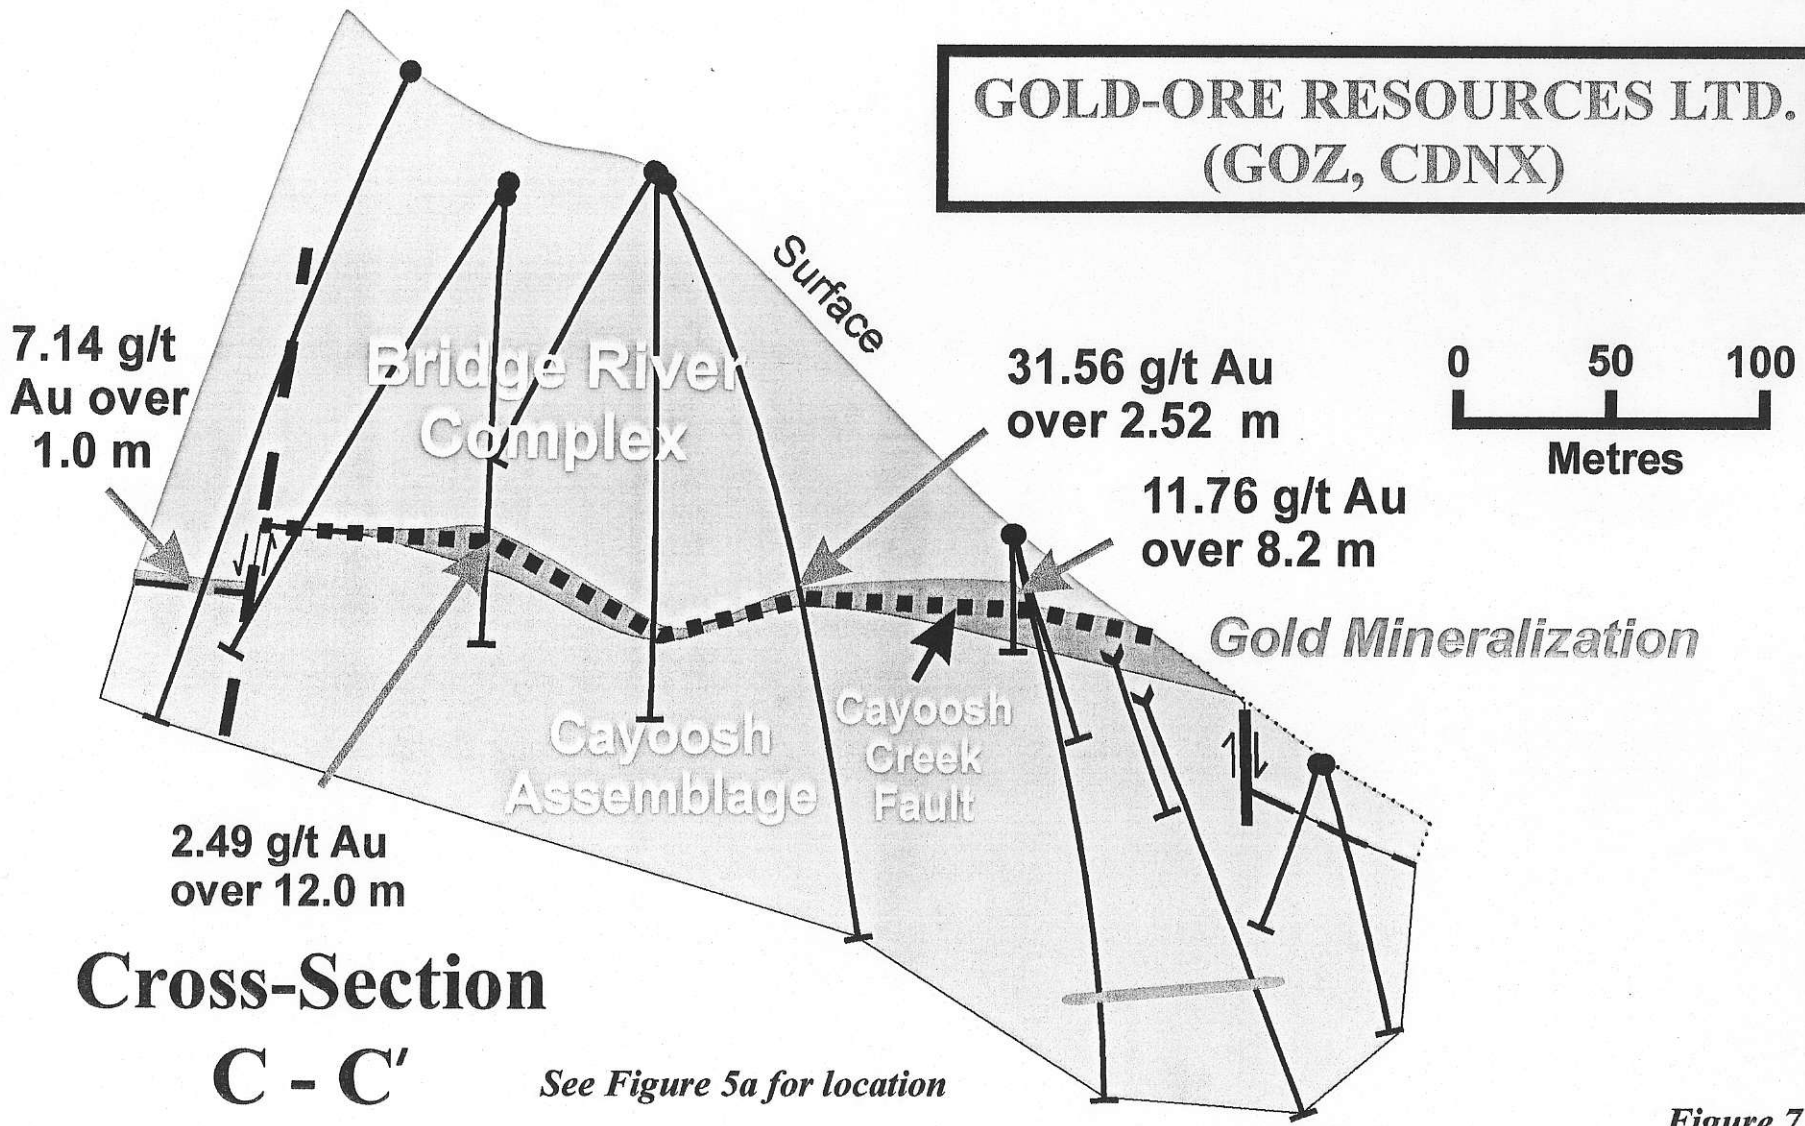 GOLD-ORE RESOURCES LTD.
(GOZ, CDNX)
Surface
7.14 g/t
Au over
1.0 m
Bridge River
Complex
31.56 g/t Au
over 2.52 m
0 50 100
Metres
11.76 g/t Au
over 8.2 m
Gold Mineralization
Cayoosh
Assemblage
Cayoosh
Creek
Fault
2.49 g/t Au
over 12.0 m
Cross-Section
C - C'
See Figure 5a for location
Figure 7